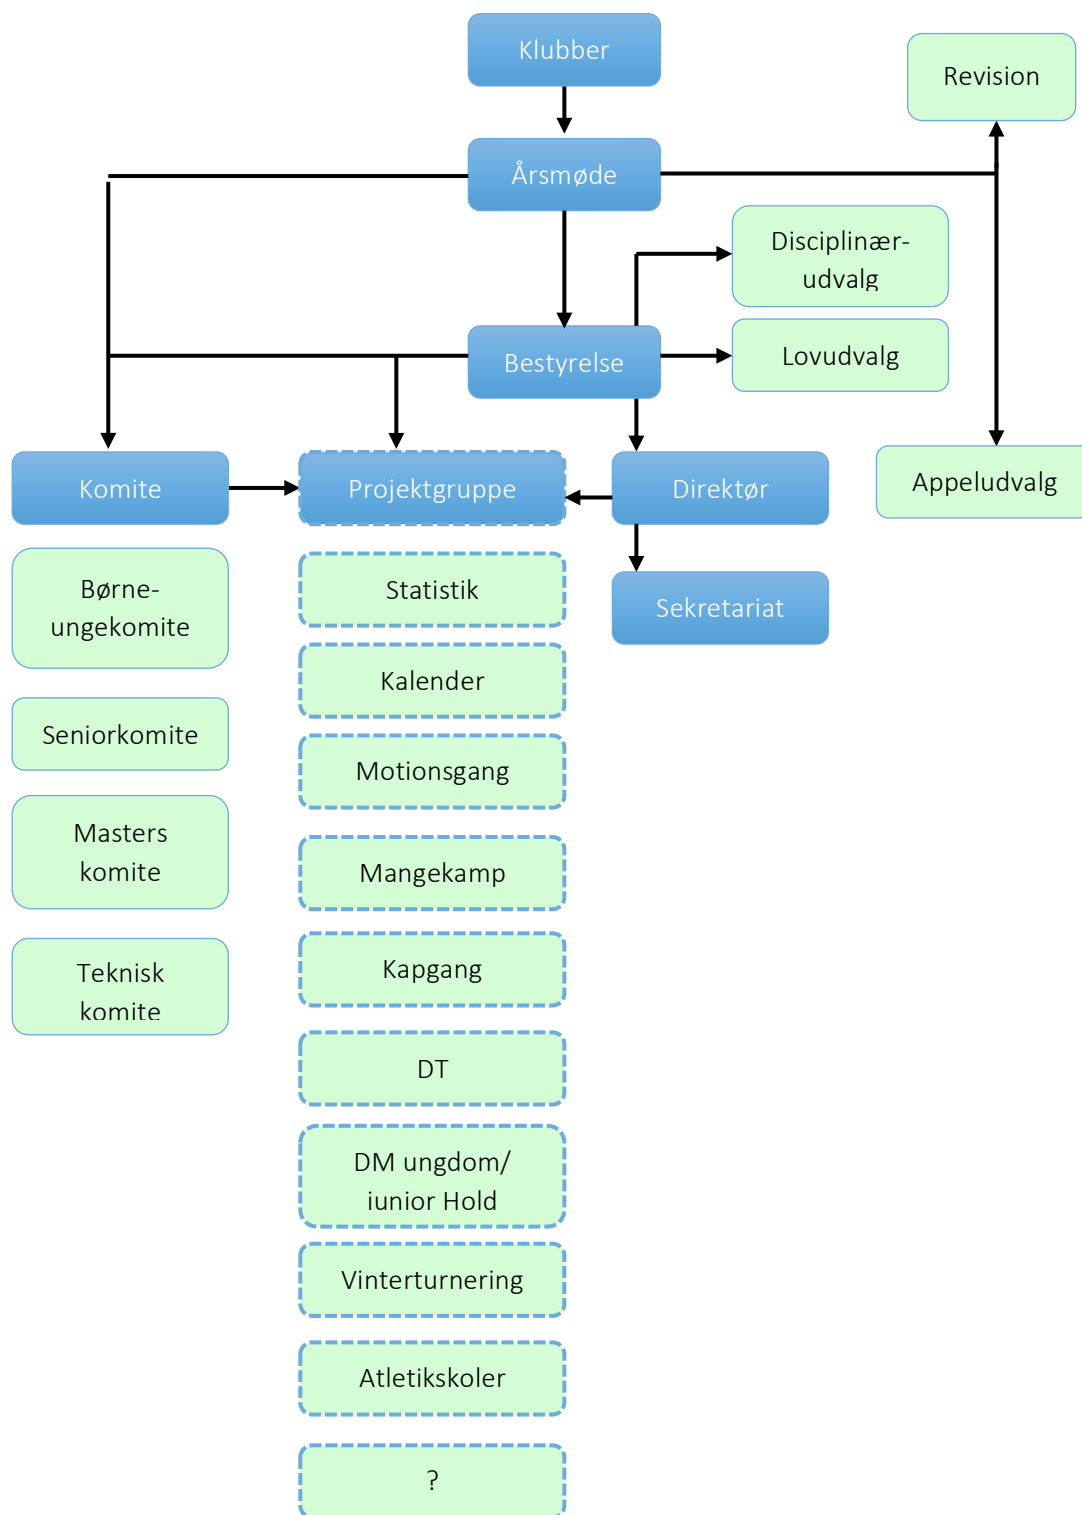 Klubber
Revision
Årsmøde
Disciplinær-
udvalg
Bestyrelse
Lovudvalg
Komite
Projektgruppe
Direktør
Appeludvalg
Børne-
ungekomite
Statistik
Sekretariat
Kalender
Seniorkomite
Motionsgang
Masters
komite
Mangekamp
Teknisk
komite
Kapgang
DT
DM ungdom/
junior Hold
Vinterturnering
Atletikskoler
?